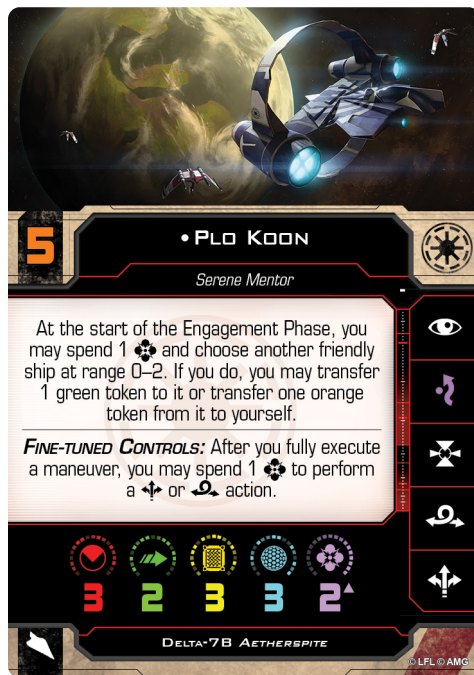 5
• Plo Koon
Serene Mentor
At the start of the Engagement Phase, you
may spend 1 and choose another friendly
ship at range 0–2. If you do, you may transfer
1 green token to it or transfer one orange
token from it to yourself.
Fine-tuned Controls: After you fully execute
a maneuver, you may spend 1 to perform
a or action.
3 2 3 3 2
Delta-7B Aetherspite
© LFL © AMG